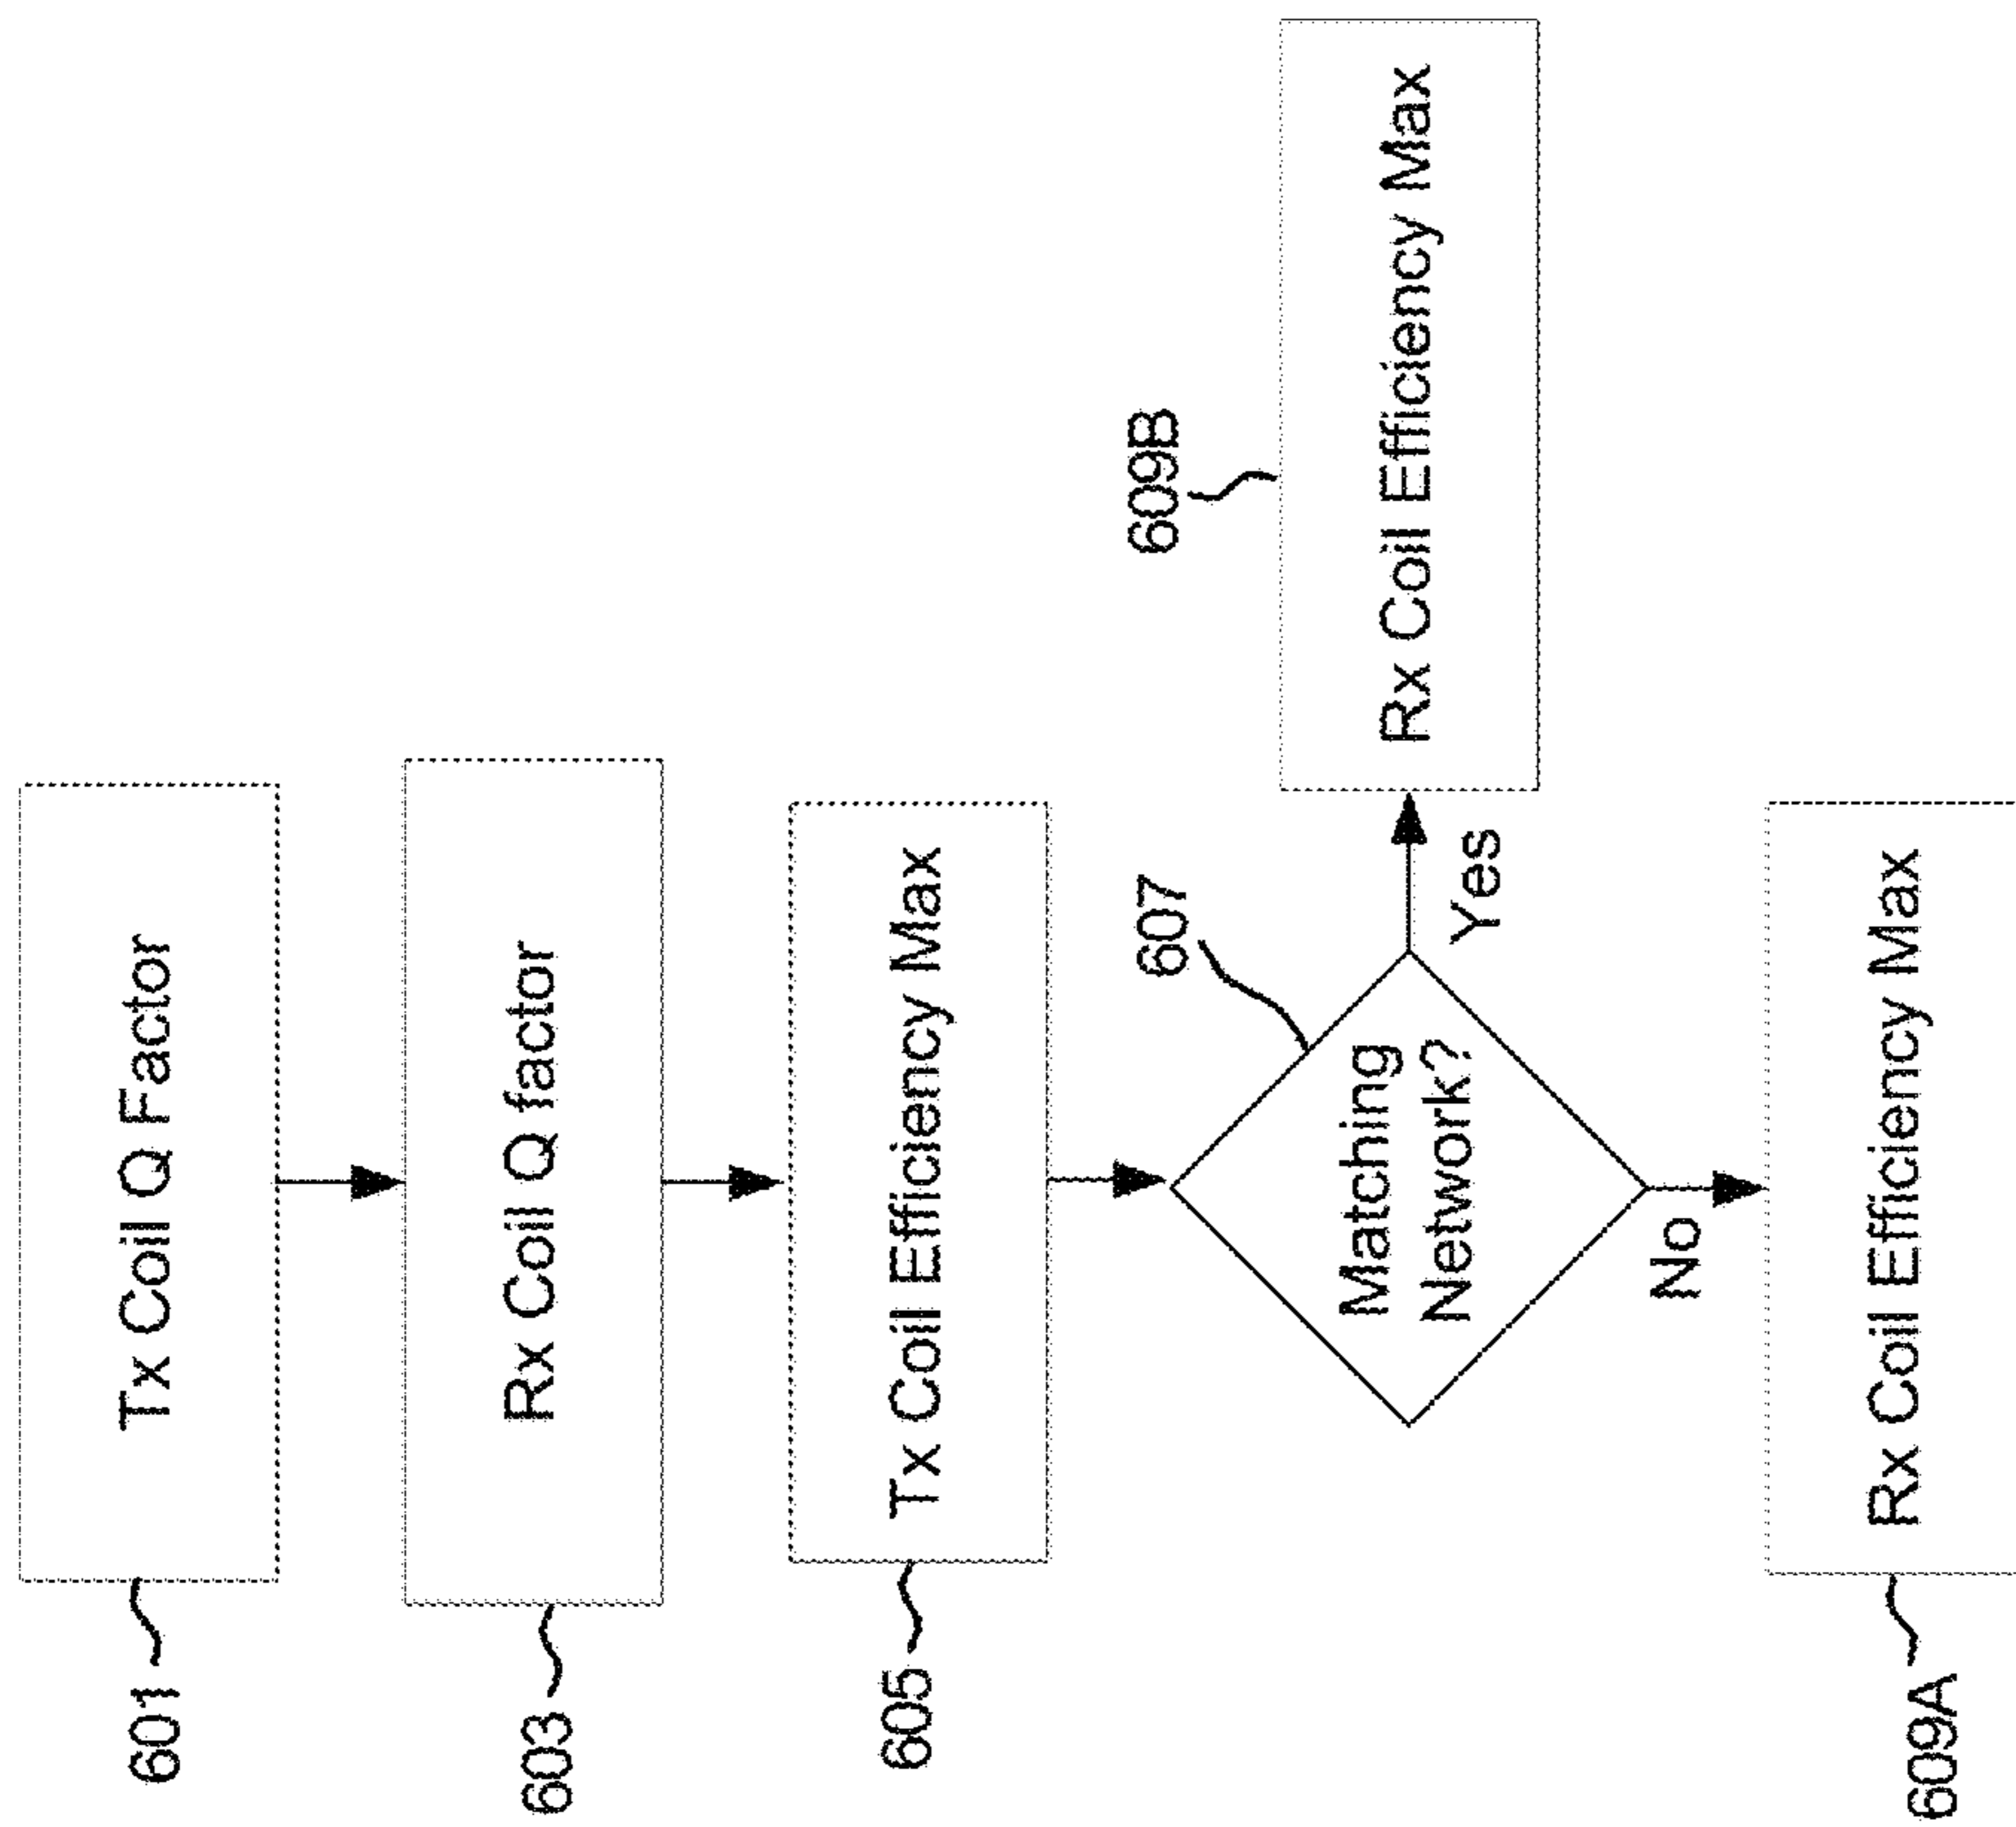 601
Tx Coil Q Factor
603
Rx Coil Q factor
605
Tx Coil Efficiency Max
607
Matching
Network?
Yes
609B
Rx Coil Efficiency Max
No
609A
Rx Coil Efficiency Max